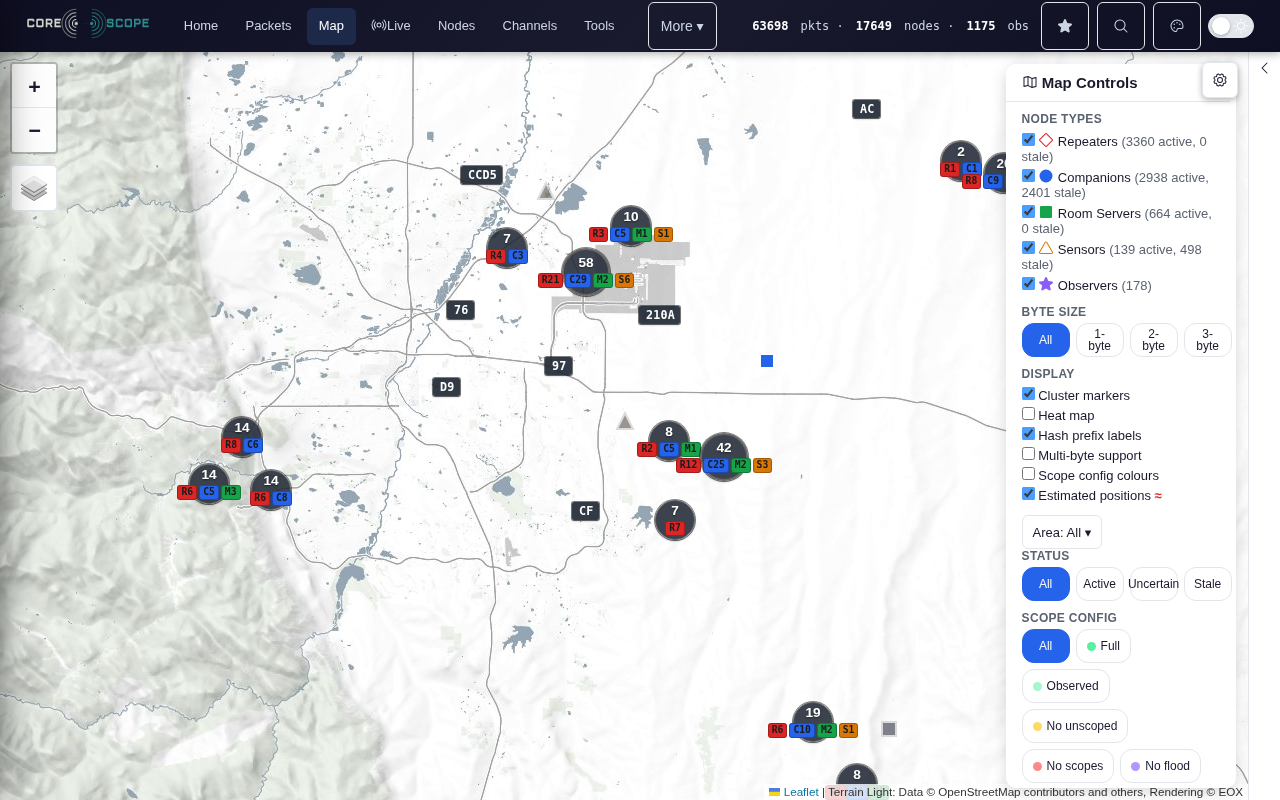 CORE SCOPE Home Packets Map Live Nodes Channels Tools More ▾ 63698 pkts · 17649 nodes · 1175 obs
+
−
AC
CCD5
2
R1 C1
R8 C9
10
R3 C5 M1 S1
7
R4 C3
58
R21 C29 M2 S6
76
210A
97
D9
14
R8 C6
8
R2 C5 M1
42
R12 C25 M2 S3
14
R6 C5 M3
14
R6 C8
CF
7
R7
19
R6 C10 M2 S1
8
Map Controls
NODE TYPES
Repeaters (3360 active, 0
stale)
Companions (2938 active,
2401 stale)
Room Servers (664 active,
0 stale)
Sensors (139 active, 498
stale)
Observers (178)
BYTE SIZE
All 1-byte 2-byte 3-byte
DISPLAY
Cluster markers
Heat map
Hash prefix labels
Multi-byte support
Scope config colours
Estimated positions ≈
Area: All ▾
STATUS
All Active Uncertain Stale
SCOPE CONFIG
All Full
Observed
No unscoped
No scopes No flood
Leaflet | Terrain Light: Data © OpenStreetMap contributors and others, Rendering © EOX